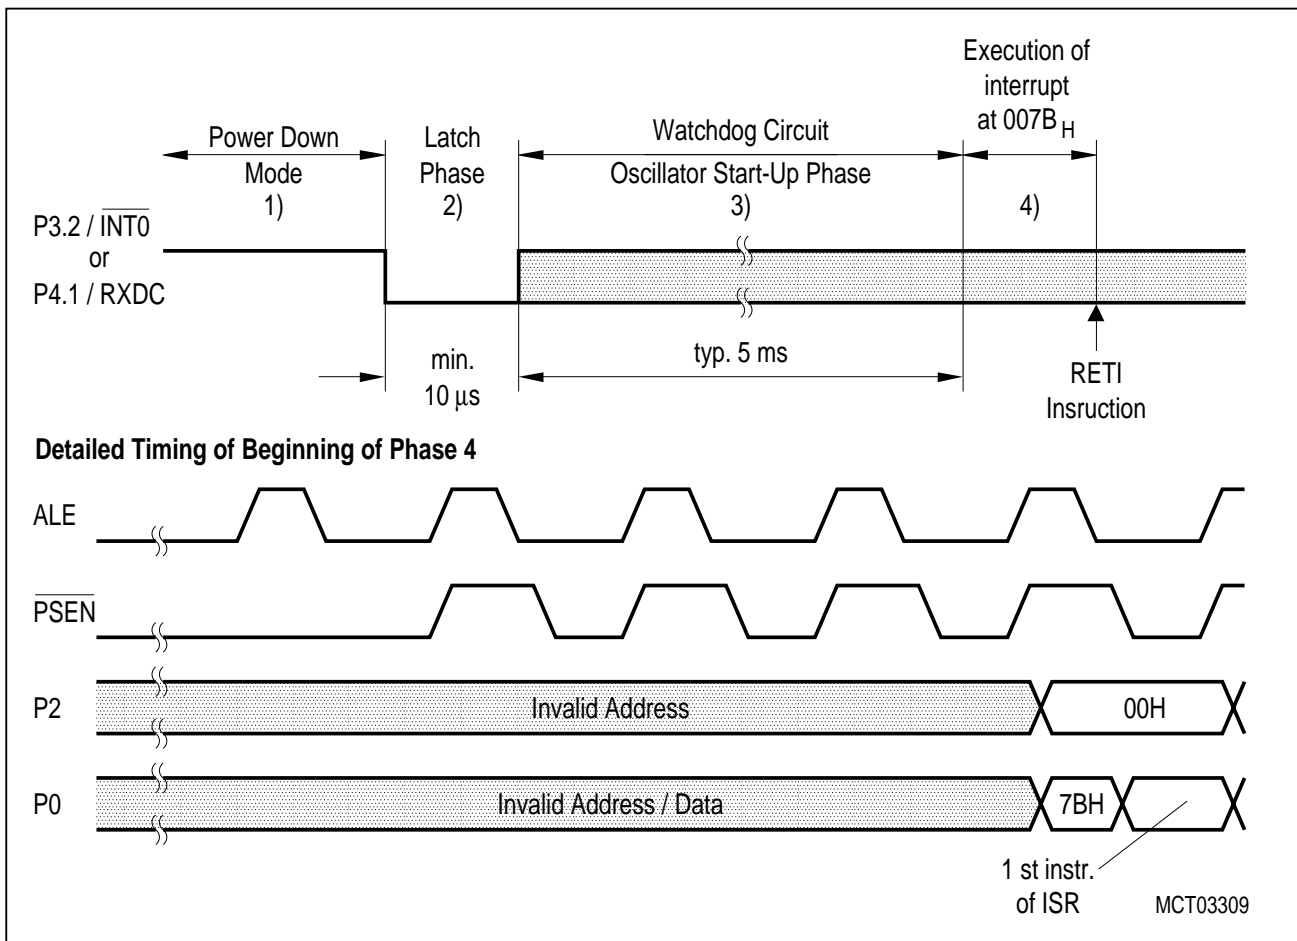 Execution of
interrupt
at 007B H
Power Down
Mode
1)
Latch
Phase
2)
Watchdog Circuit
Oscillator Start-Up Phase
3)
4)
P3.2 / INT0
or
P4.1 / RXDC
min.
10 μs
typ. 5 ms
RETI
Insruction
Detailed Timing of Beginning of Phase 4
ALE
PSEN
P2
Invalid Address
00H
P0
Invalid Address / Data
7BH
1 st instr.
of ISR
MCT03309